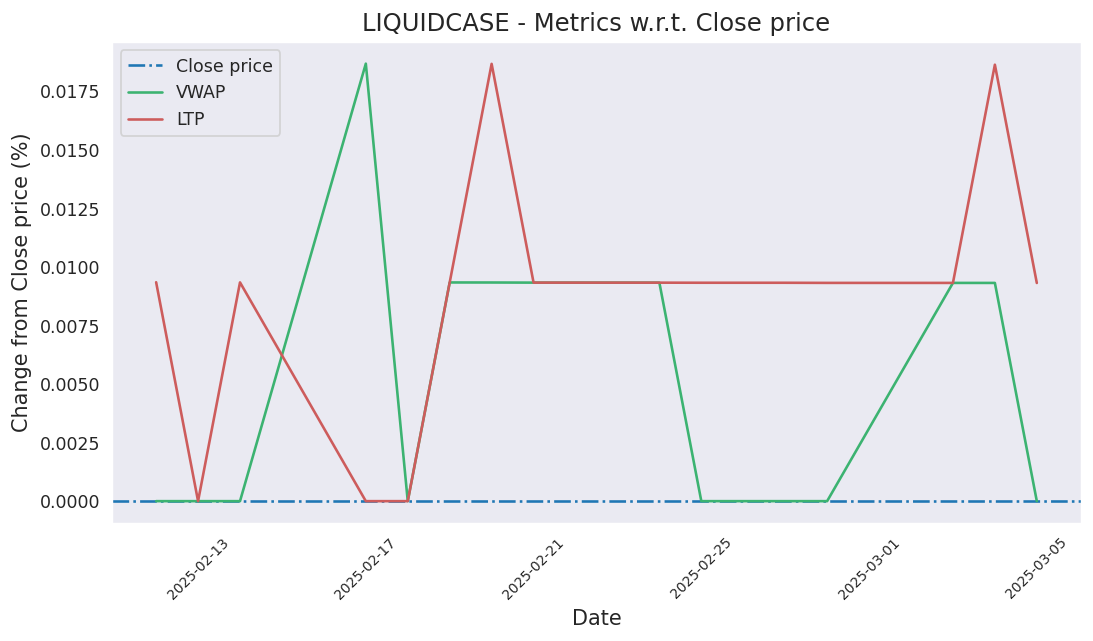 LIQUIDCASE - Metrics w.r.t. Close price
Close price
VWAP
LTP
Change from Close price (%)
0.0175
0.0150
0.0125
0.0100
0.0075
0.0050
0.0025
0.0000
2025-02-13
2025-02-17
2025-02-21
2025-02-25
2025-03-01
2025-03-05
Date